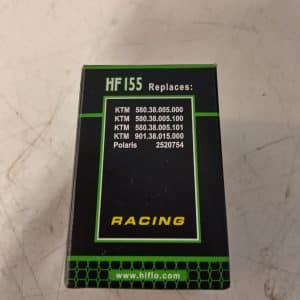 HF155 Replaces:
KTM 580.38.005.000
KTM 580.38.005.100
KTM 580.38.005.101
KTM 901.38.015.000
Polaris 2520754
RACING
www.hiflo.com